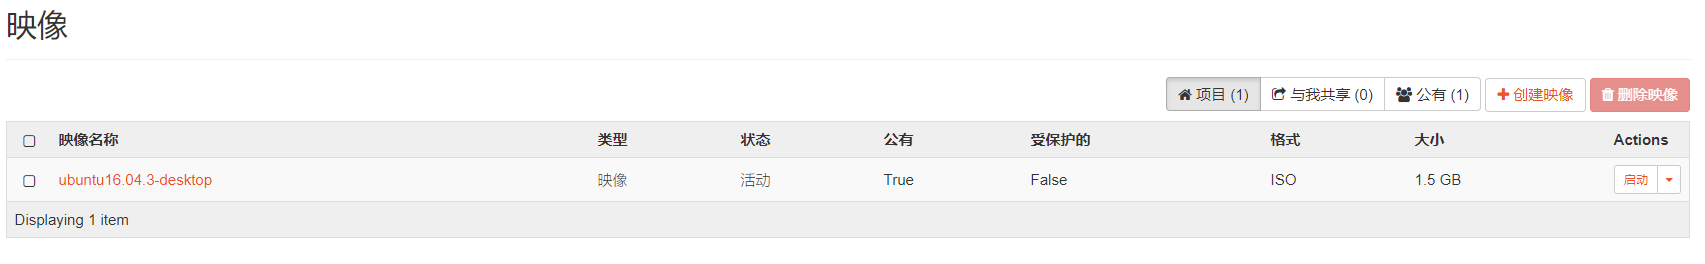 映像
项目 (1) 与我共享 (0) 公有 (1) 创建映像 删除映像
映像名称 类型 状态 公有 受保护的 格式 大小 Actions
ubuntu16.04.3-desktop 映像 活动 True False ISO 1.5 GB 启动
Displaying 1 item